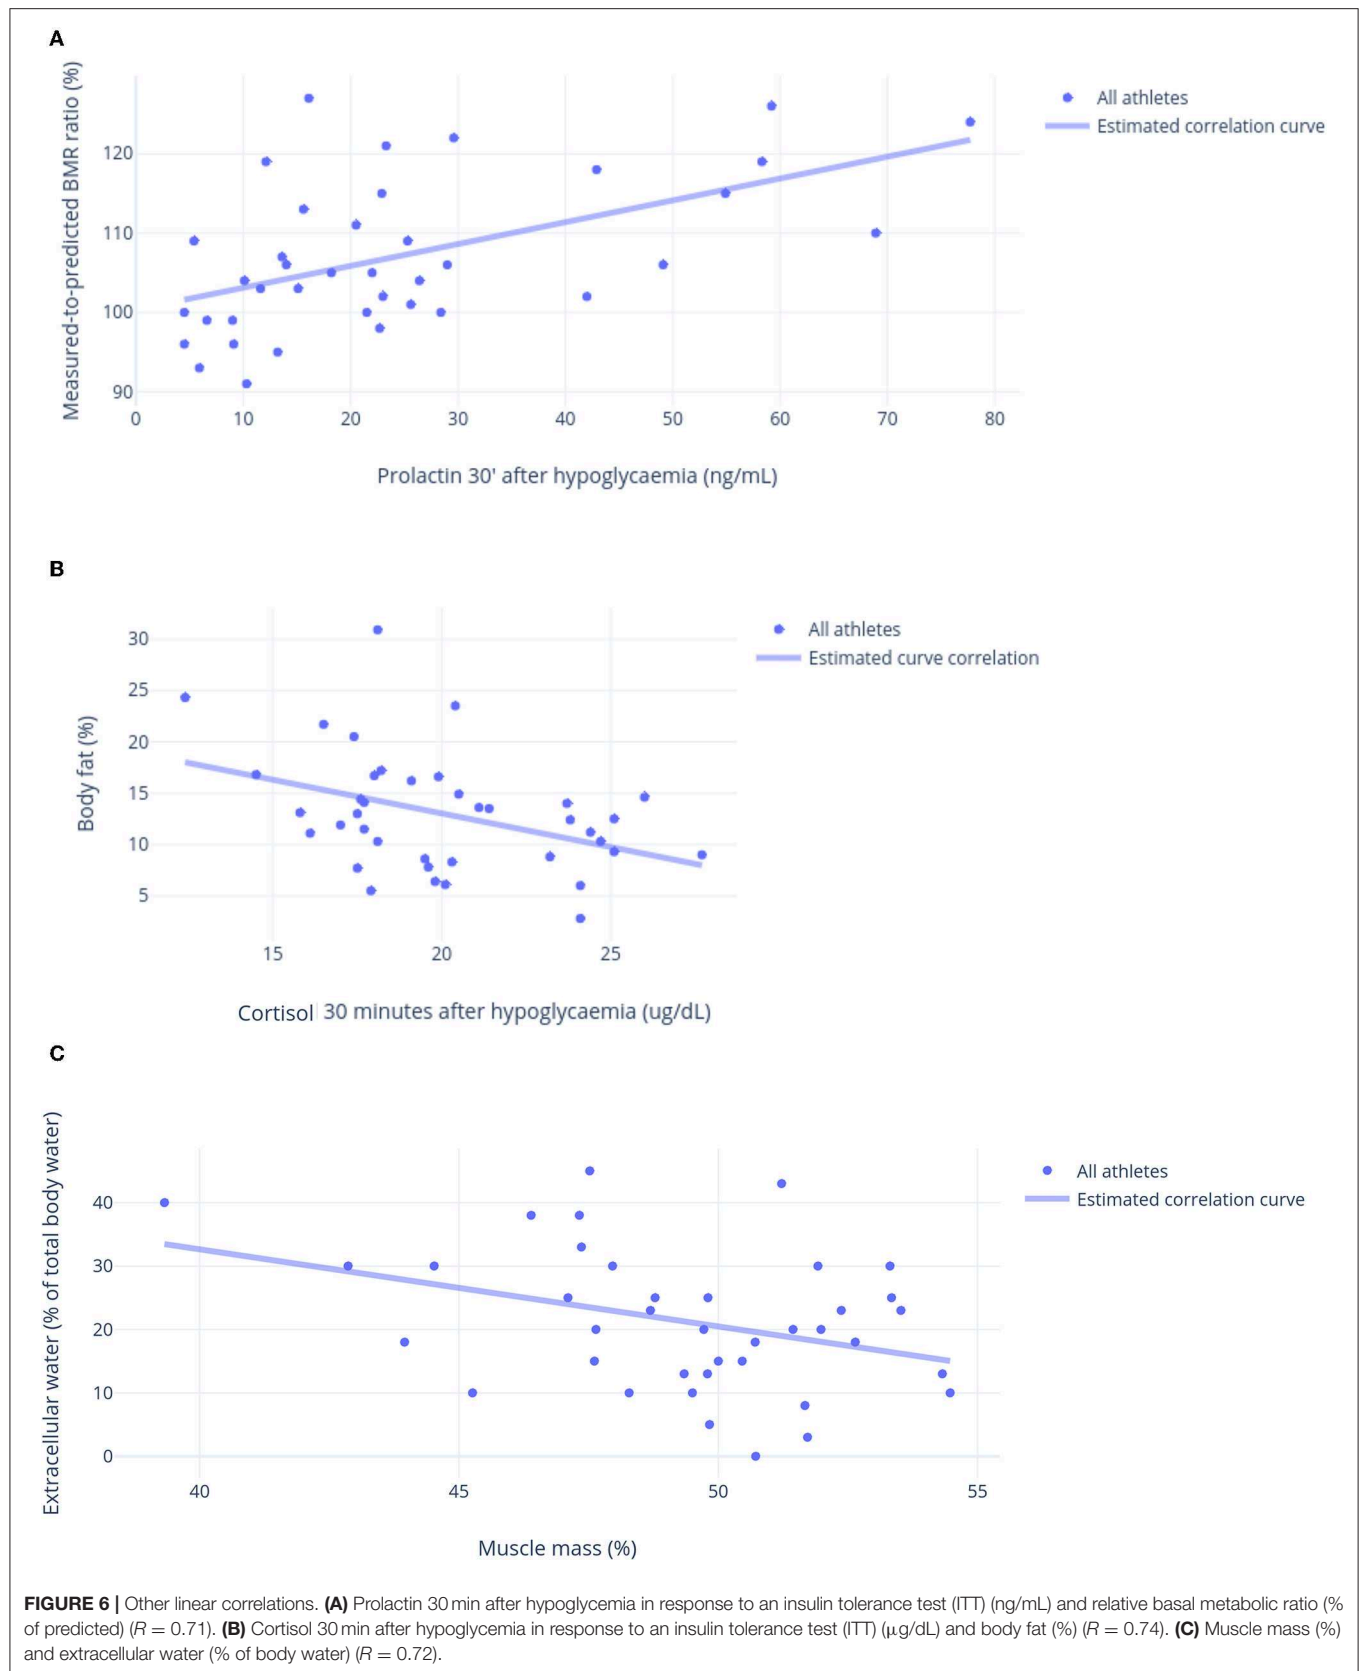 A
Measured-to-predicted BMR ratio (%)
120
110
100
90
0 10 20 30 40 50 60 70 80
Prolactin 30' after hypoglycaemia (ng/mL)
All athletes
Estimated correlation curve
B
Body fat (%)
30
25
20
15
10
5
15 20 25
Cortisol 30 minutes after hypoglycaemia (ug/dL)
All athletes
Estimated curve correlation
C
Extracellular water (% of total body water)
40
30
20
10
0
40 45 50 55
Muscle mass (%)
All athletes
Estimated correlation curve
FIGURE 6 | Other linear correlations. (A) Prolactin 30 min after hypoglycemia in response to an insulin tolerance test (ITT) (ng/mL) and relative basal metabolic ratio (%
of predicted) (R = 0.71). (B) Cortisol 30 min after hypoglycemia in response to an insulin tolerance test (ITT) (μg/dL) and body fat (%) (R = 0.74). (C) Muscle mass (%)
and extracellular water (% of body water) (R = 0.72).